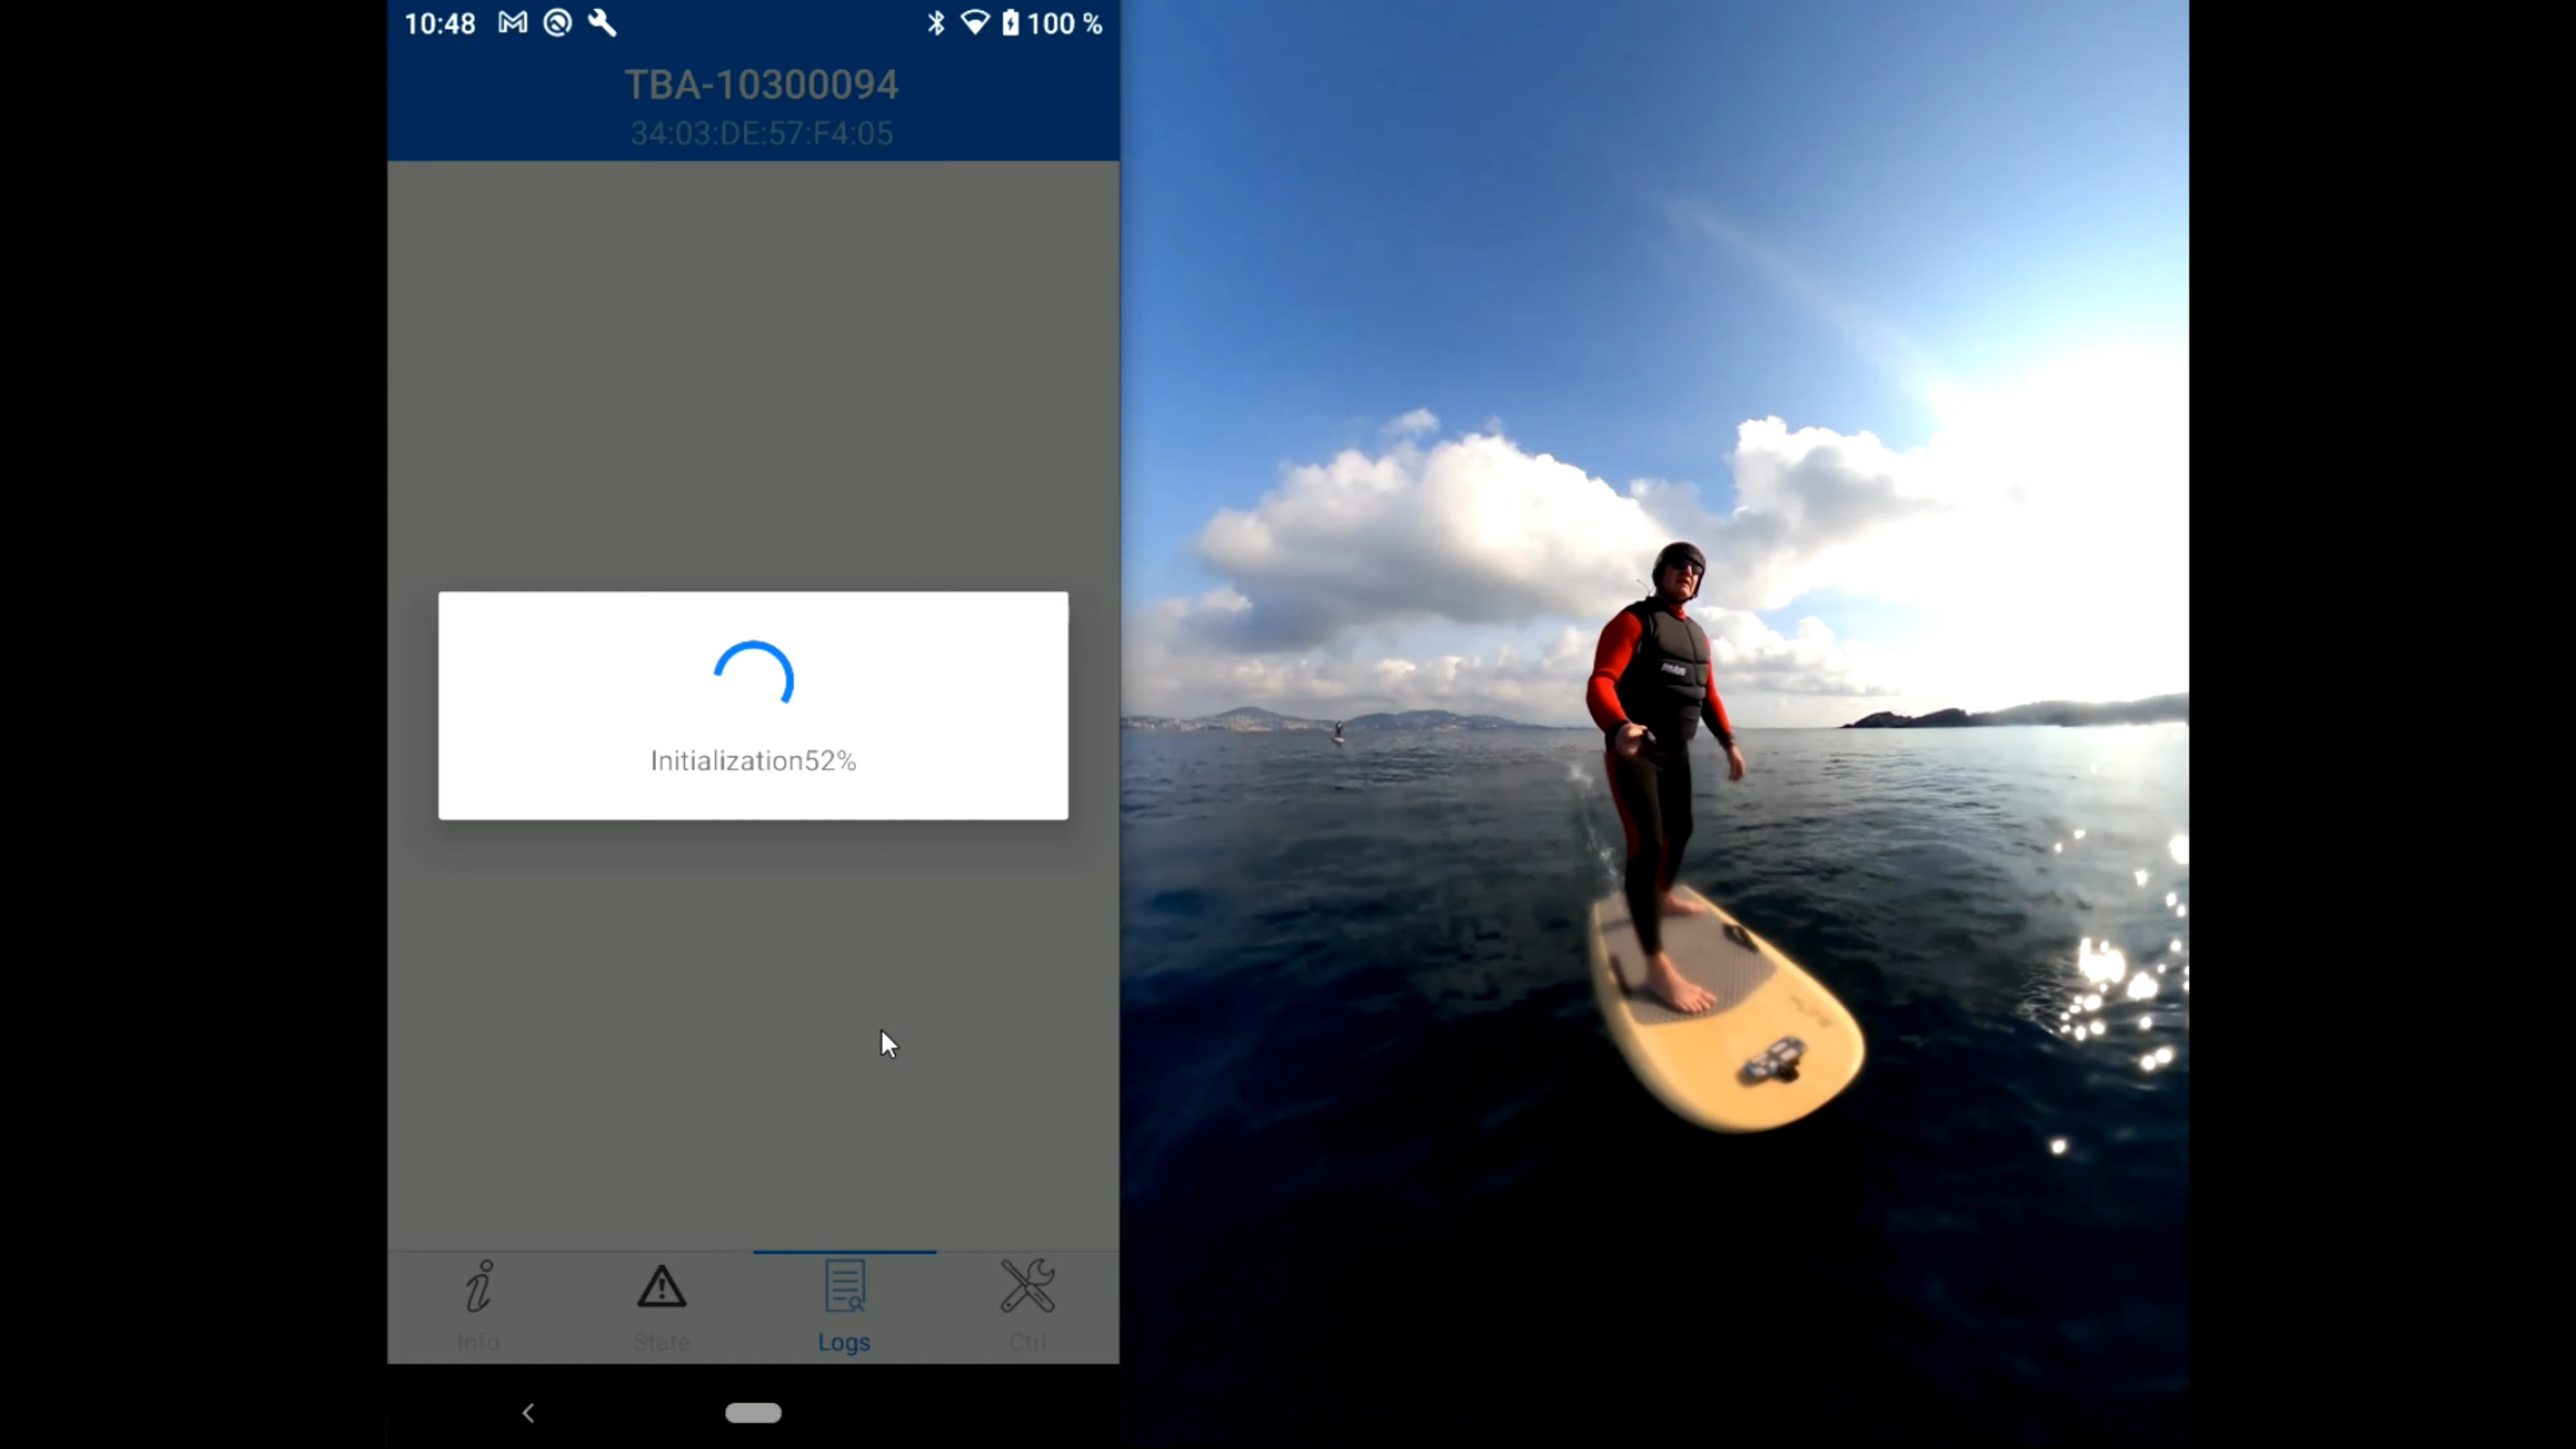 10:48
100 %
TBA-10300094
34:03:DE:57:F4:05
Initialization52%
Info
State
Logs
Ctrl